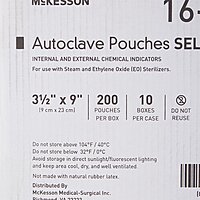 McKESSON
16-
Autoclave Pouches SEL
INTERNAL AND EXTERNAL CHEMICAL INDICATORS
For use with Steam and Ethylene Oxide (EO) Sterilizers.
3½" x 9"
(9 cm x 23 cm)
200
POUCHES
PER BOX
10
BOXES
PER CASE
DO NOT
REUSE
Do not store above 104°F / 40°C
Do not store below 32°F / 0°C
Avoid storage in direct sunlight/fluorescent lighting
and keep area cool, dry, and well-ventilated.
Not made with natural rubber latex.
Distributed By
McKesson Medical-Surgical Inc.
Richmond, VA 23233